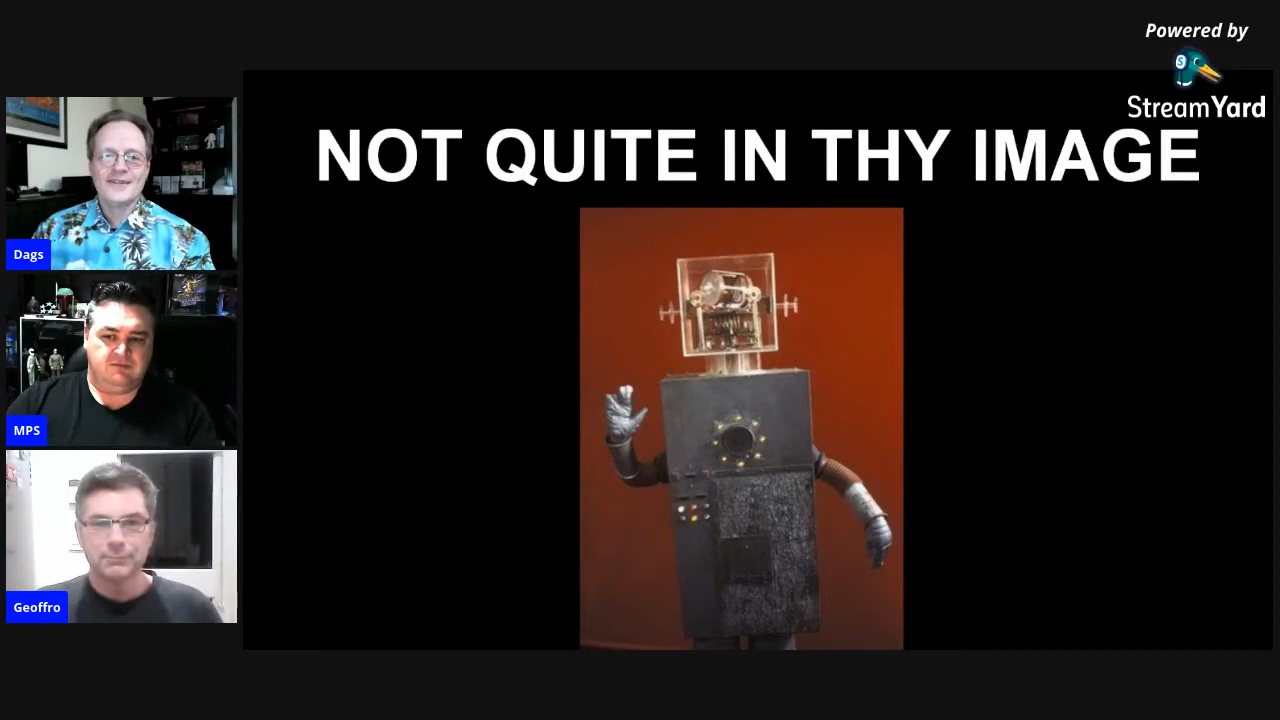 Powered by
StreamYard
NOT QUITE IN THY IMAGE
Dags
MPS
Geoffro